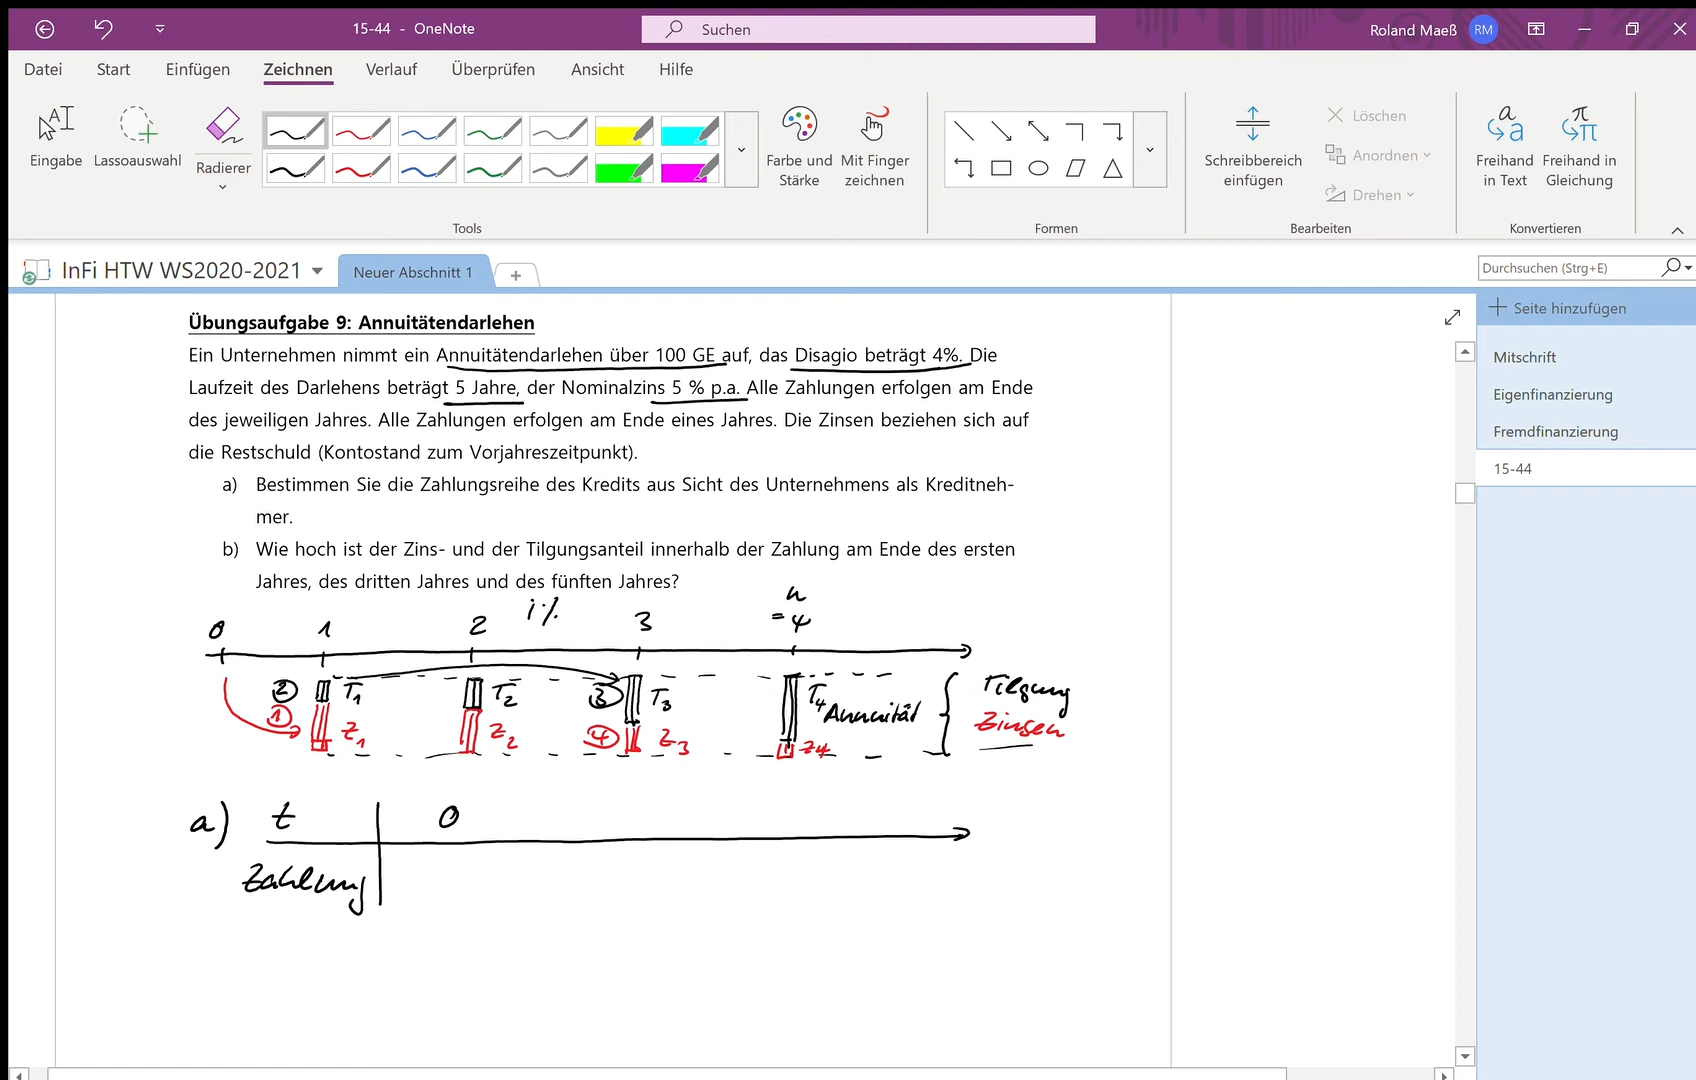 15-44 - OneNote
Suchen
Roland Maeß RM
Datei Start Einfügen Zeichnen Verlauf Überprüfen Ansicht Hilfe
Eingabe Lassoauswahl Radierer
Farbe und Stärke
Mit Finger zeichnen
Schreibbereich einfügen
Löschen
Anordnen
Drehen
Freihand in Text
Freihand in Gleichung
Tools Formen Bearbeiten Konvertieren
InFi HTW WS2020-2021 Neuer Abschnitt 1 +
Durchsuchen (Strg+E)
Seite hinzufügen
Mitschrift
Eigenfinanzierung
Fremdfinanzierung
15-44
Übungsaufgabe 9: Annuitätendarlehen
Ein Unternehmen nimmt ein Annuitätendarlehen über 100 GE auf, das Disagio beträgt 4%. Die
Laufzeit des Darlehens beträgt 5 Jahre, der Nominalzins 5 % p.a. Alle Zahlungen erfolgen am Ende
des jeweiligen Jahres. Alle Zahlungen erfolgen am Ende eines Jahres. Die Zinsen beziehen sich auf
die Restschuld (Kontostand zum Vorjahreszeitpunkt).
a) Bestimmen Sie die Zahlungsreihe des Kredits aus Sicht des Unternehmens als Kreditneh-
mer.
b) Wie hoch ist der Zins- und der Tilgungsanteil innerhalb der Zahlung am Ende des ersten
Jahres, des dritten Jahres und des fünften Jahres?
0 1 2 i% 3 n = 4
② T1 T2 ③ T3 T4 Annuität Tilgung
① Z1 Z2 ④ Z3 Z4 Zinsen
a) t 0
Zahlung